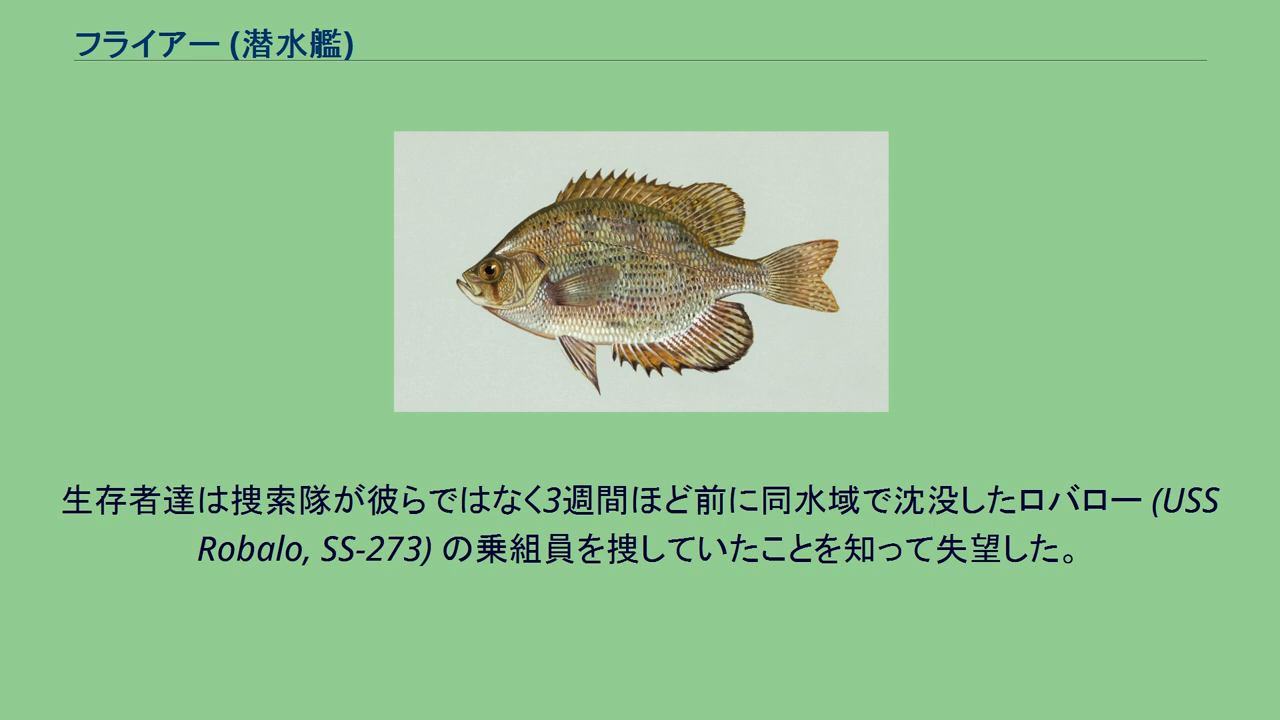 フライアー (潜水艦)
生存者達は捜索隊が彼らではなく3週間ほど前に同水域で沈没したロバロー (USS
Robalo, SS-273) の乗組員を捜していたことを知って失望した。